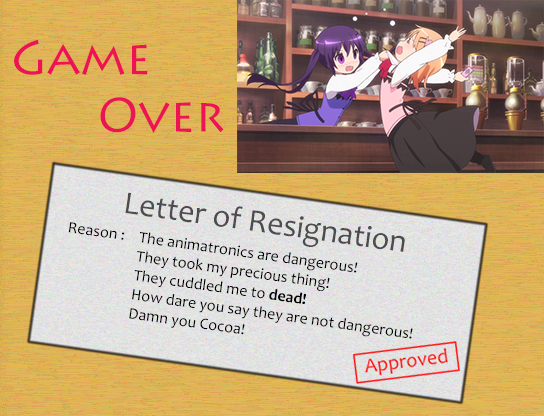 Game
Over
Letter of Resignation
Reason : The animatronics are dangerous!
They took my precious thing!
They cuddled me to dead!
How dare you say they are not dangerous!
Damn you Cocoa!
Approved